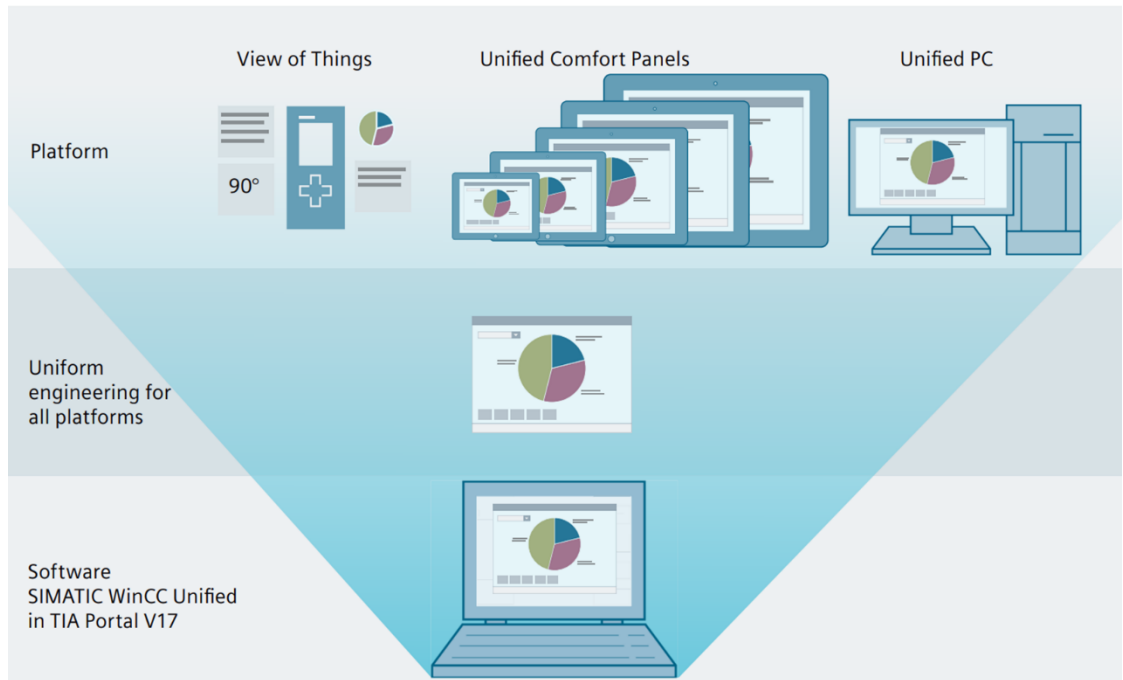 View of Things
Unified Comfort Panels
Unified PC
Platform
90°
Uniform
engineering for
all platforms
Software
SIMATIC WinCC Unified
in TIA Portal V17